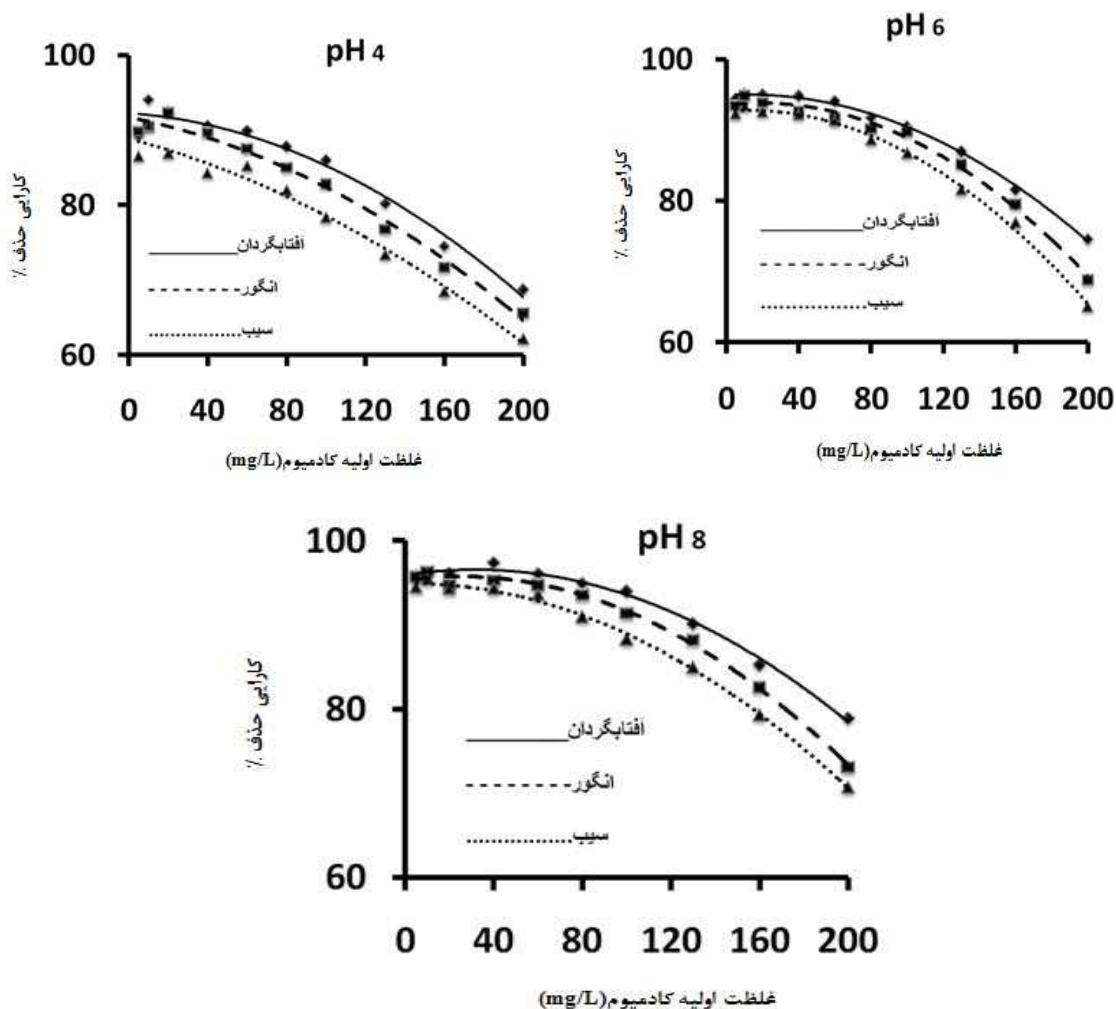 pH 4
100
80
60
کارایی حذف %
افتابگردان
انگور
سیب
0 40 80 120 160 200
غلظت اولیه کادمیوم(mg/L)
pH 6
100
80
60
کارایی حذف %
افتابگردان
انگور
سیب
0 40 80 120 160 200
غلظت اولیه کادمیوم(mg/L)
pH 8
100
80
60
کارایی حذف %
افتابگردان
انگور
سیب
0 40 80 120 160 200
غلظت اولیه کادمیوم(mg/L)